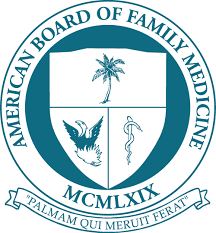 AMERICAN BOARD OF FAMILY MEDICINE
MCMLXIX
"PALMAM QUI MERUIT FERAT"